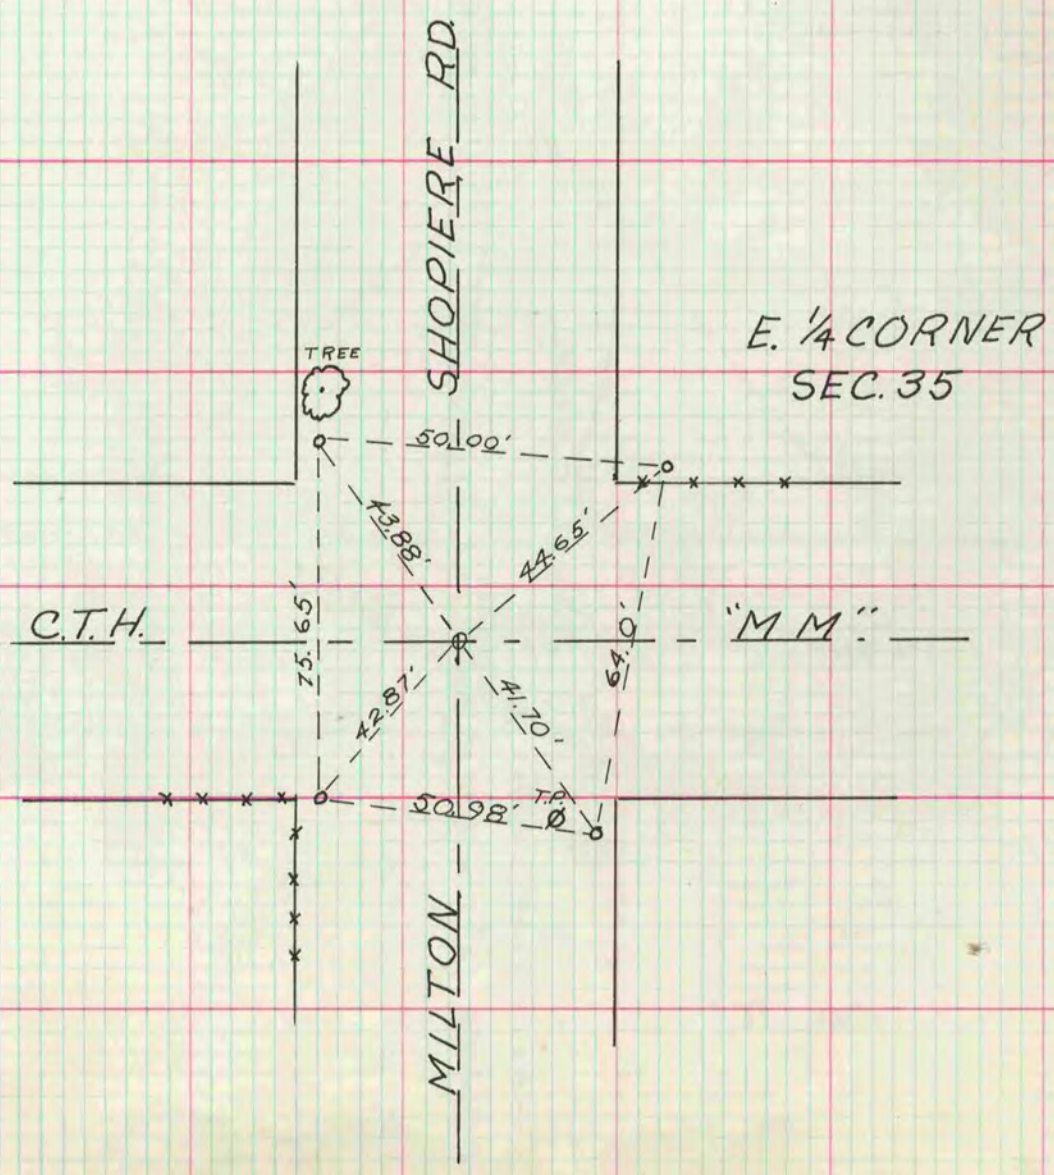 MILTON SHOPIERE RD.
E. 1/4 CORNER
SEC. 35
TREE
50.00'
43.88'
44.65'
C.T.H. "MM"
75.65'
64.0'
42.87'
41.70'
T.P.
50.98'